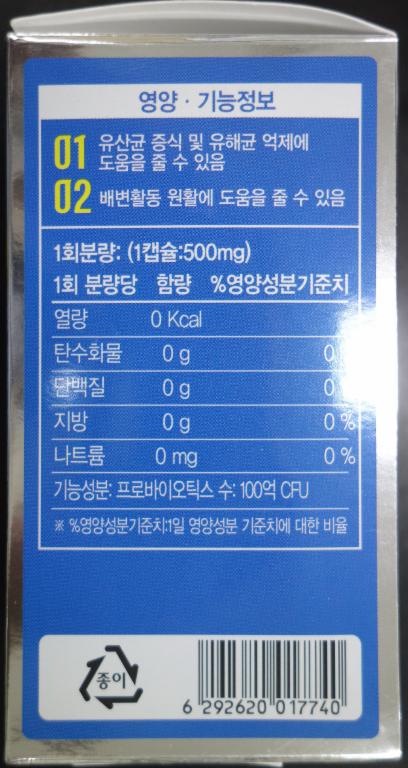 영양 · 기능정보
01 유산균 증식 및 유해균 억제에
도움을 줄 수 있음
02 배변활동 원활에 도움을 줄 수 있음
1회분량: (1캡슐:500mg)
1회 분량당 함량 %영양성분기준치
열량 0 Kcal
탄수화물 0 g 0
단백질 0 g 0
지방 0 g 0 %
나트륨 0 mg 0 %
기능성분: 프로바이오틱스 수: 100억 CFU
※ %영양성분기준치:1일 영양성분 기준치에 대한 비율
종이
6 292620 017740